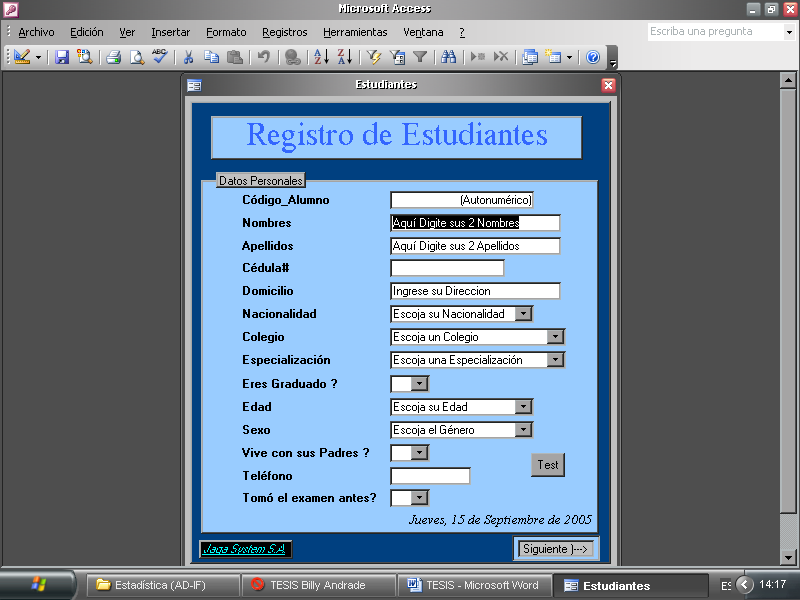 Microsoft Access
Archivo Edición Ver Insertar Formato Registros Herramientas Ventana ? Escriba una pregunta
Estudiantes
Registro de Estudiantes
Datos Personales
Código_Alumno (Autonumérico)
Nombres Aquí Digite sus 2 Nombres
Apellidos Aquí Digite sus 2 Apellidos
Cédula#
Domicilio Ingrese su Direccion
Nacionalidad Escoja su Nacionalidad
Colegio Escoja un Colegio
Especialización Escoja una Especialización
Eres Graduado ?
Edad Escoja su Edad
Sexo Escoja el Género
Vive con sus Padres ?
Test
Teléfono
Tomó el examen antes?
Jueves, 15 de Septiembre de 2005
Jaga System S.A. Siguiente )--->
Estadística (AD-IF) TESIS Billy Andrade TESIS - Microsoft Word Estudiantes ES 14:17